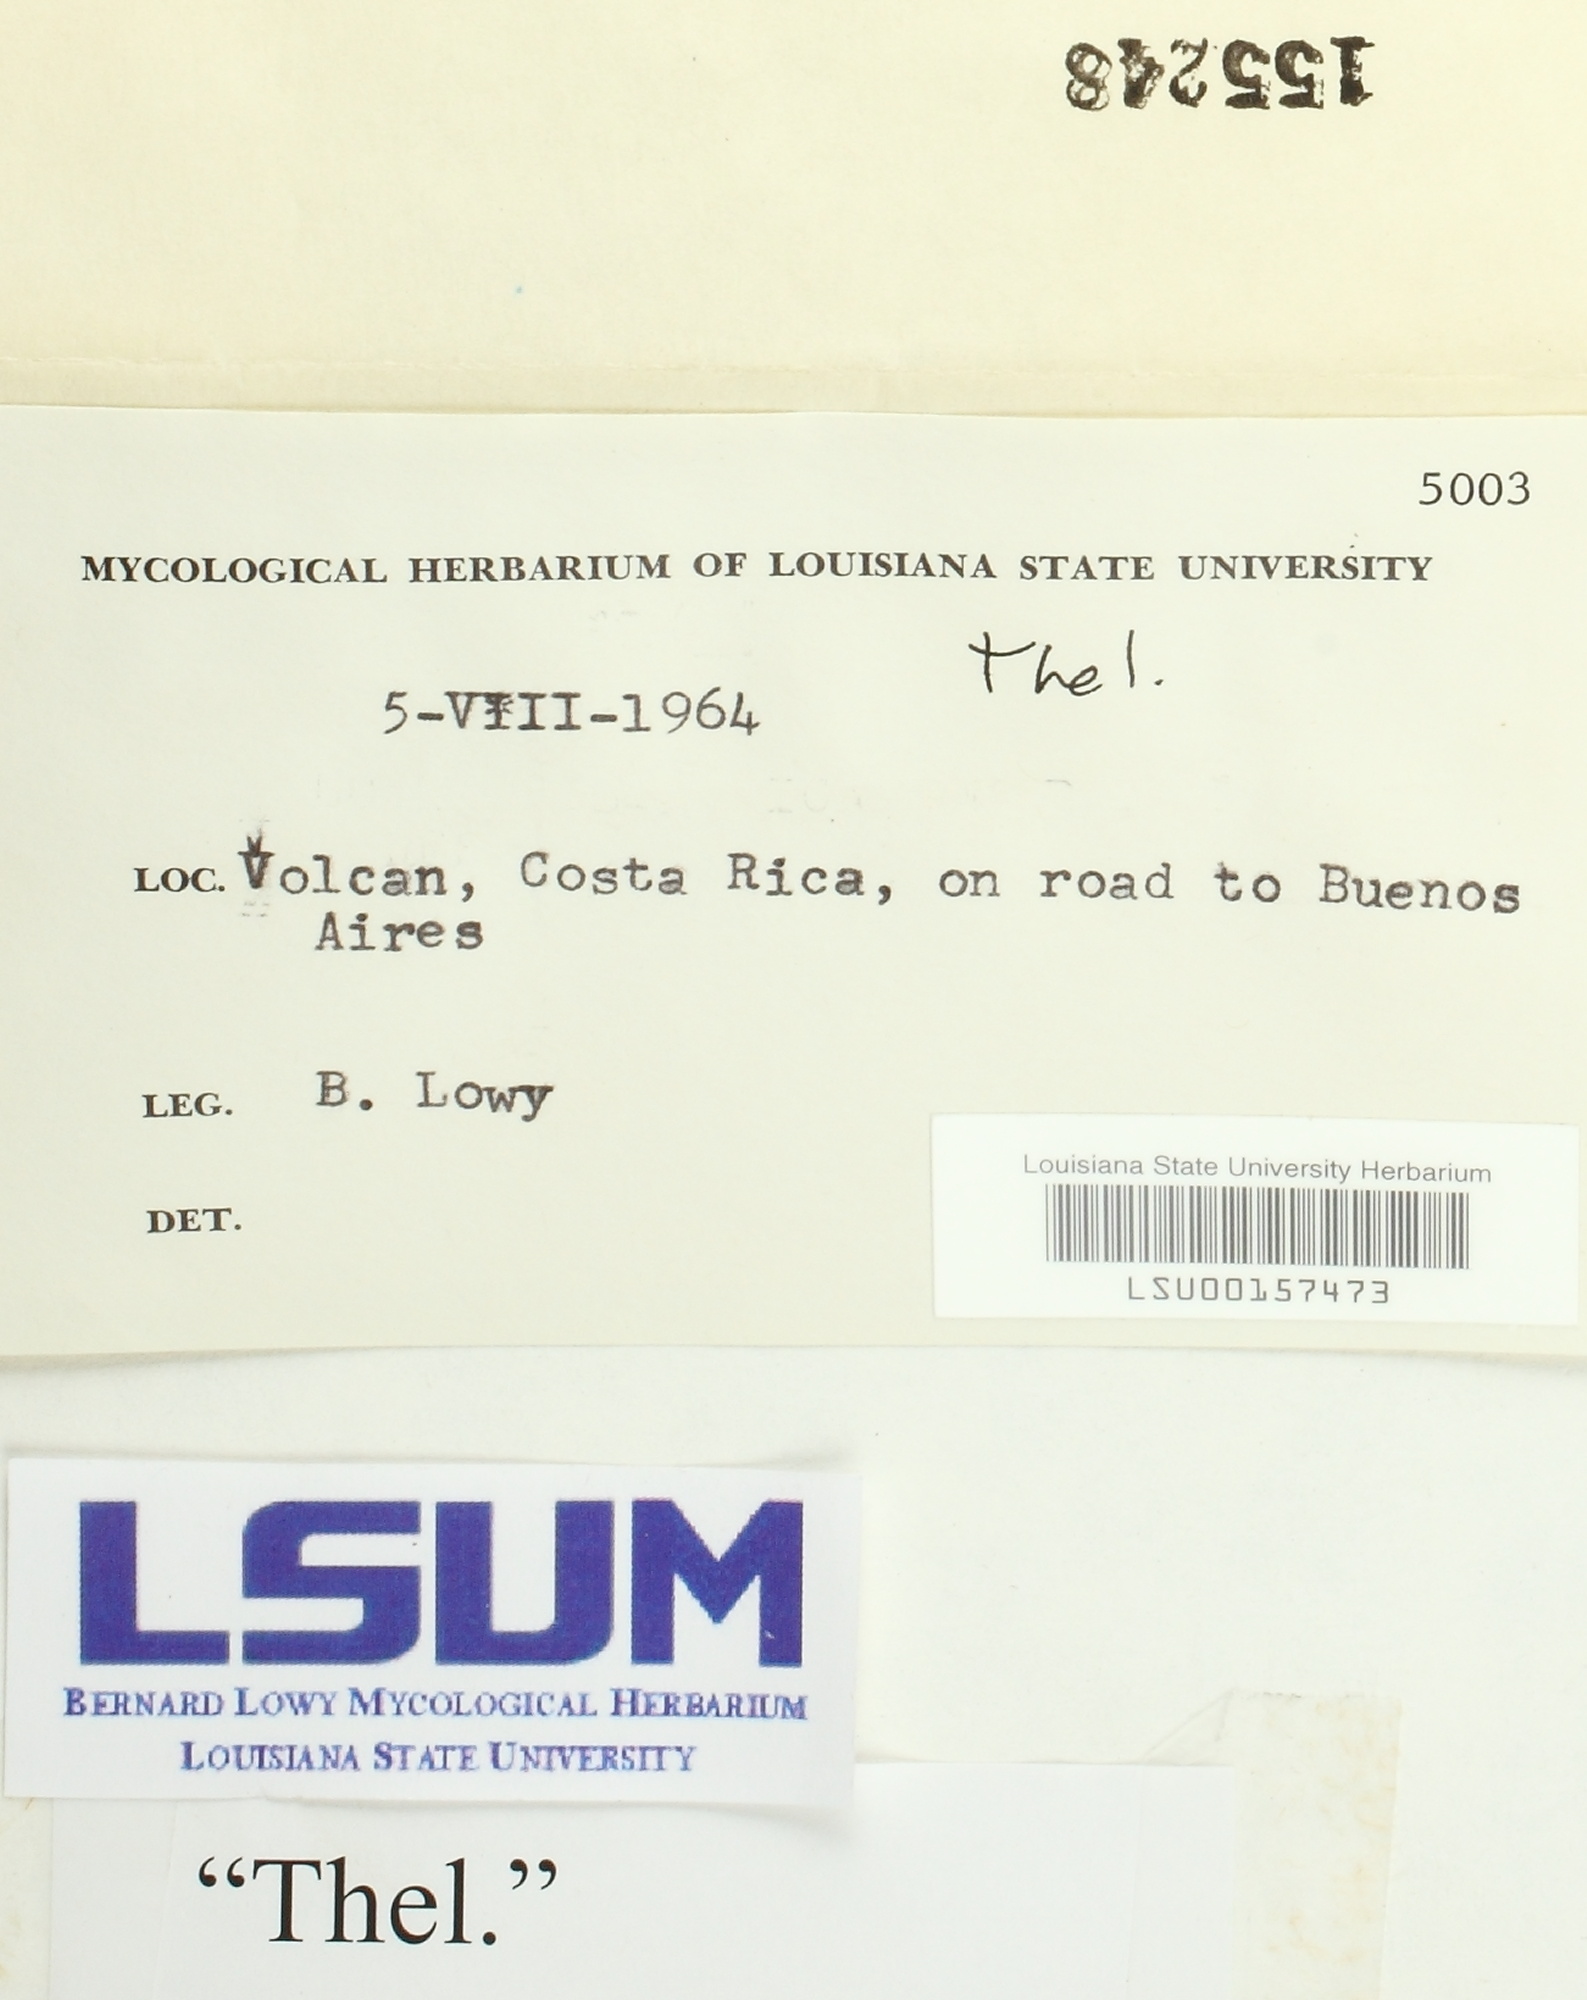 155248
5003
MYCOLOGICAL HERBARIUM OF LOUISIANA STATE UNIVERSITY
Thel.
5-VIII-1964
LOC. Volcan, Costa Rica, on road to Buenos
Aires
LEG. B. Lowy
Louisiana State University Herbarium
LSU00157473
DET.
LSUM
BERNARD LOWY MYCOLOGICAL HERBARIUM
LOUISIANA STATE UNIVERSITY
“Thel.”